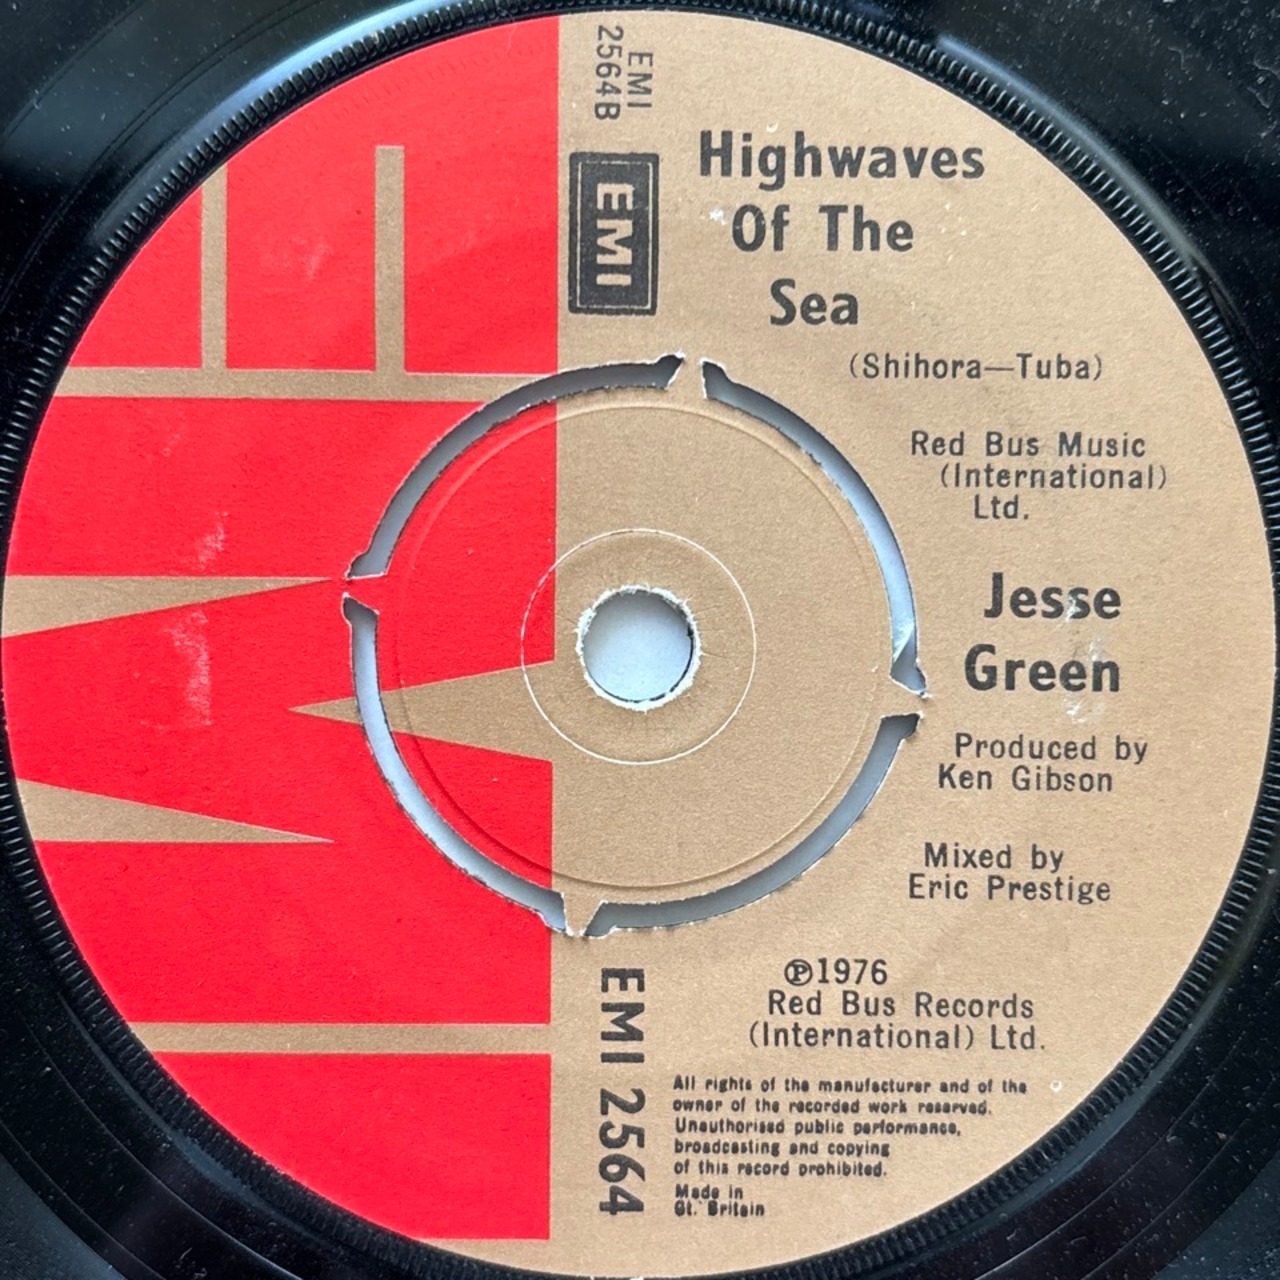 EMI
2564B
EMI
Highwaves
Of The
Sea
(Shihora—Tuba)
Red Bus Music
(International)
Ltd.
Jesse
Green
Produced by
Ken Gibson
Mixed by
Eric Prestige
℗1976
Red Bus Records
(International) Ltd.
EMI 2564
All rights of the manufacturer and of the
owner of the recorded work reserved.
Unauthorised public performance,
broadcasting and copying
of this record prohibited.
Made in
Gt. Britain
EMI